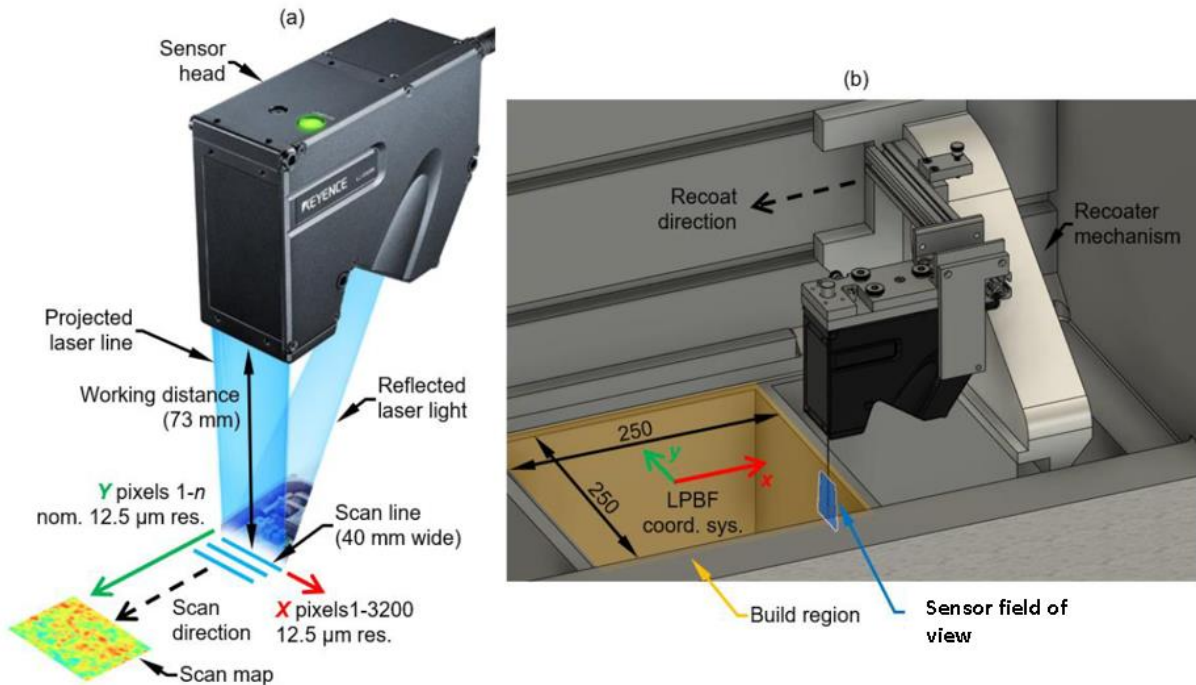 (a)
Sensor
head
KEYENCE
Projected
laser line
Working distance
(73 mm)
Reflected
laser light
Y pixels 1-n
nom. 12.5 µm res.
Scan line
(40 mm wide)
Scan
direction
X pixels1-3200
12.5 µm res.
Scan map
(b)
Recoat
direction
Recoater
mechanism
250
250
y
x
LPBF
coord. sys.
Build region
Sensor field of
view